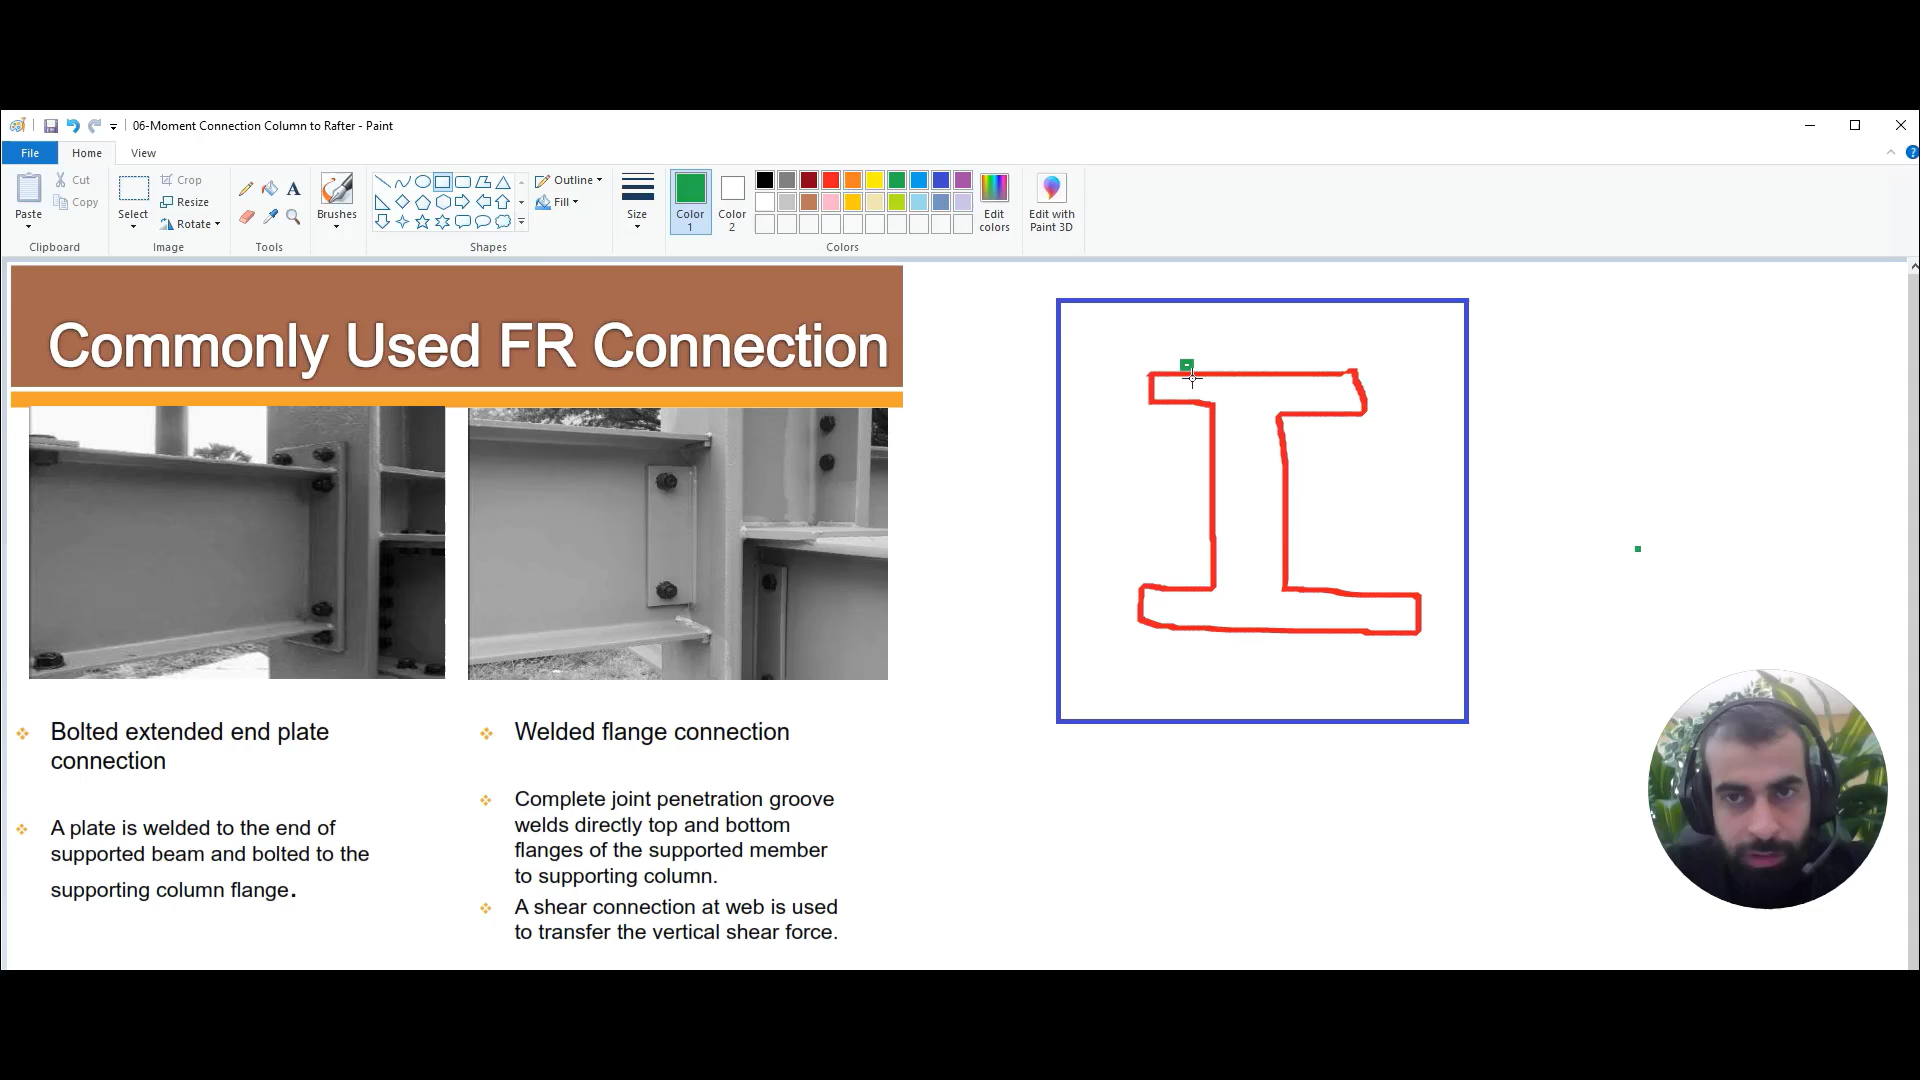 06-Moment Connection Column to Rafter - Paint
File Home View
Paste
Cut
Copy
Clipboard
Select
Crop
Resize
Rotate
Image
A
Tools
Brushes
Shapes
Outline
Fill
Size
Color 1
Color 2
Colors
Edit colors
Edit with Paint 3D
Commonly Used FR Connection
Bolted extended end plate
connection
A plate is welded to the end of
supported beam and bolted to the
supporting column flange.
Welded flange connection
Complete joint penetration groove
welds directly top and bottom
flanges of the supported member
to supporting column.
A shear connection at web is used
to transfer the vertical shear force.